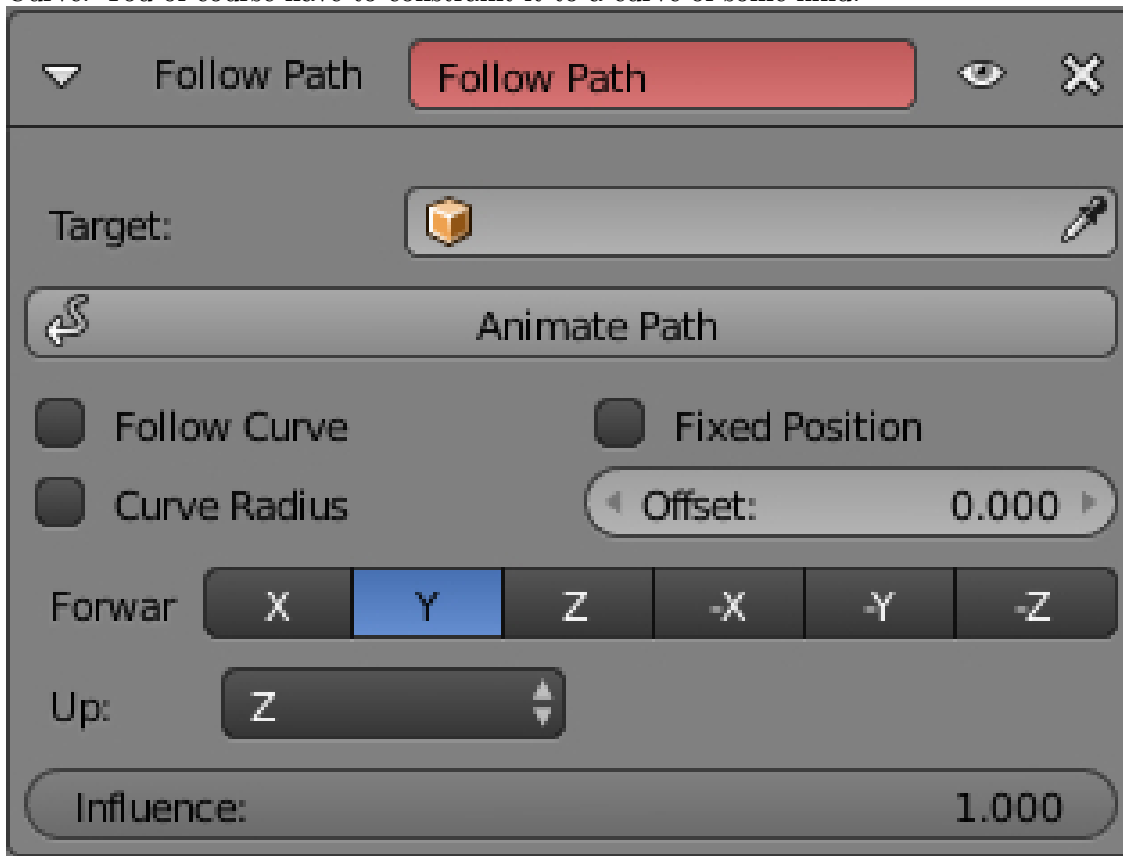 Follow Path Follow Path
Target:
Animate Path
Follow Curve Fixed Position
Curve Radius Offset: 0.000
Forwar X Y Z -X -Y -Z
Up: Z
Influence: 1.000